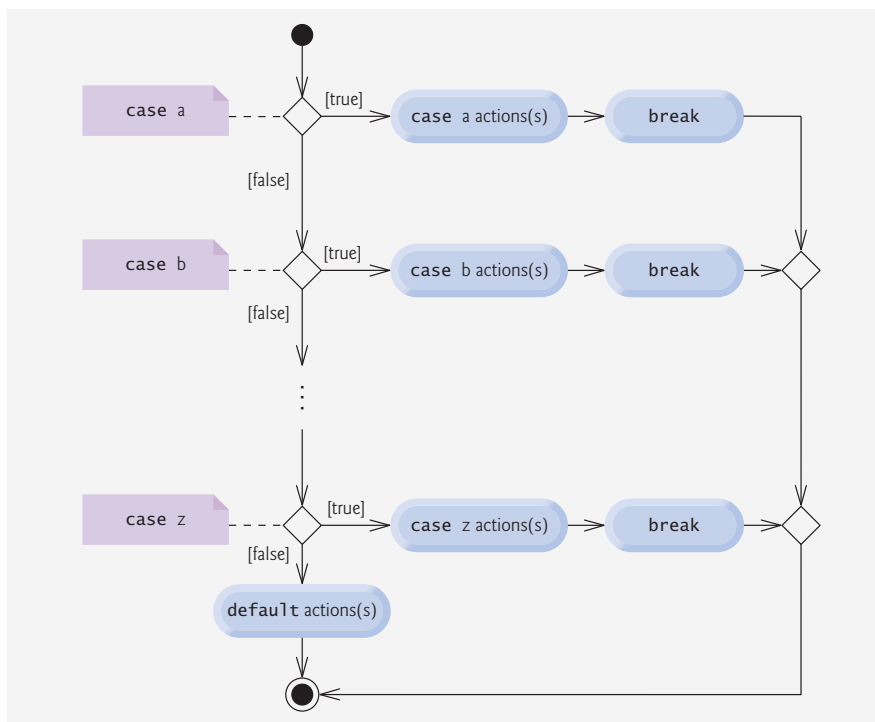 [true]
case a
case a actions(s)
break
[false]
[true]
case b
case b actions(s)
break
[false]
[true]
case z
case z actions(s)
break
[false]
default actions(s)